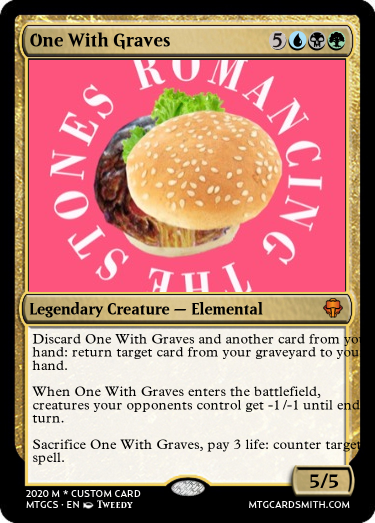 One With Graves 5
ROMANCING
THE STONES
Legendary Creature — Elemental
Discard One With Graves and another card from yo
hand: return target card from your graveyard to you
hand.
When One With Graves enters the battlefield,
creatures your opponents control get -1/-1 until end
turn.
Sacrifice One With Graves, pay 3 life: counter target
spell.
5/5
2020 M * CUSTOM CARD
MTGCS • EN TWEEDY
MTGCARDSMITH.COM